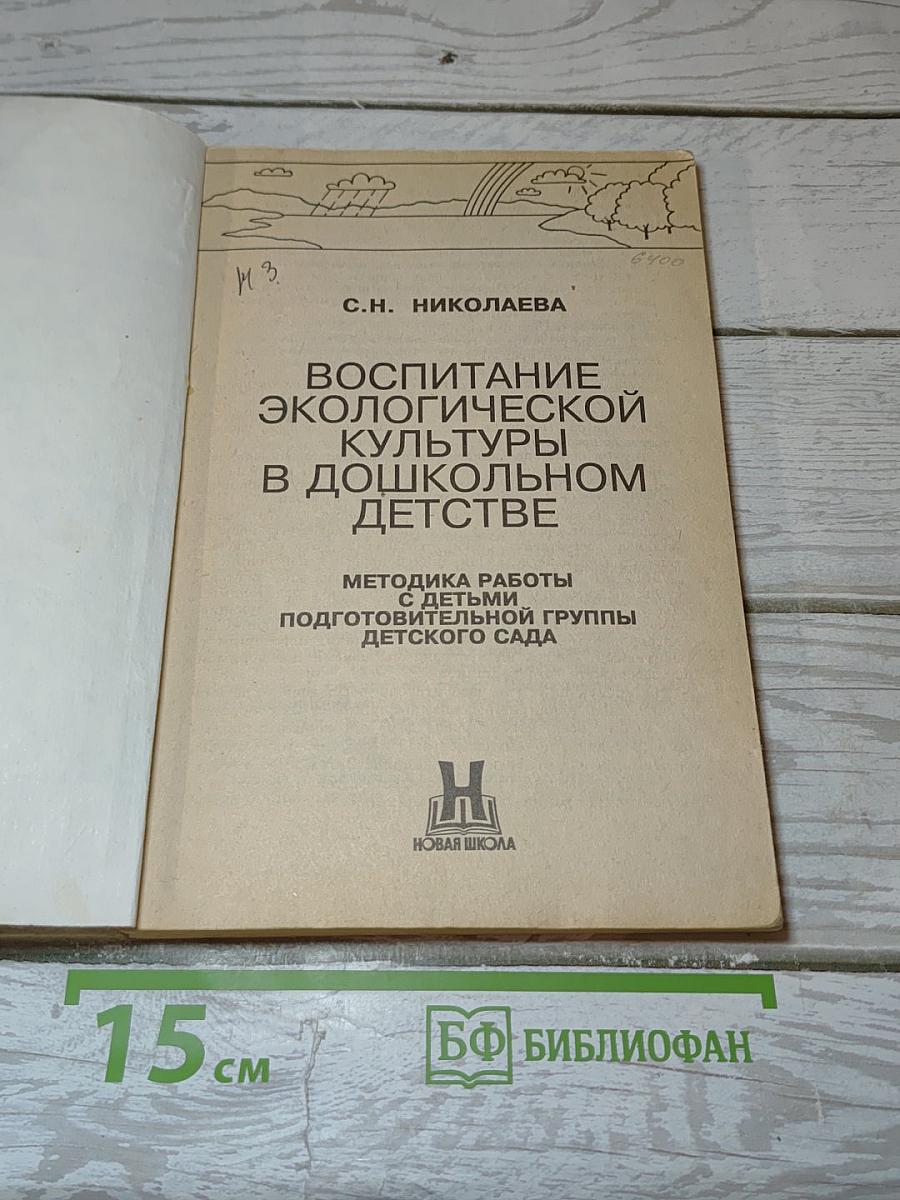 6400
С.Н. НИКОЛАЕВА
ВОСПИТАНИЕ
ЭКОЛОГИЧЕСКОЙ
КУЛЬТУРЫ
В ДОШКОЛЬНОМ
ДЕТСТВЕ
МЕТОДИКА РАБОТЫ
С ДЕТЬМИ
ПОДГОТОВИТЕЛЬНОЙ ГРУППЫ
ДЕТСКОГО САДА
Н
НОВАЯ ШКОЛА
15 см
БФ БИБЛИОФАН